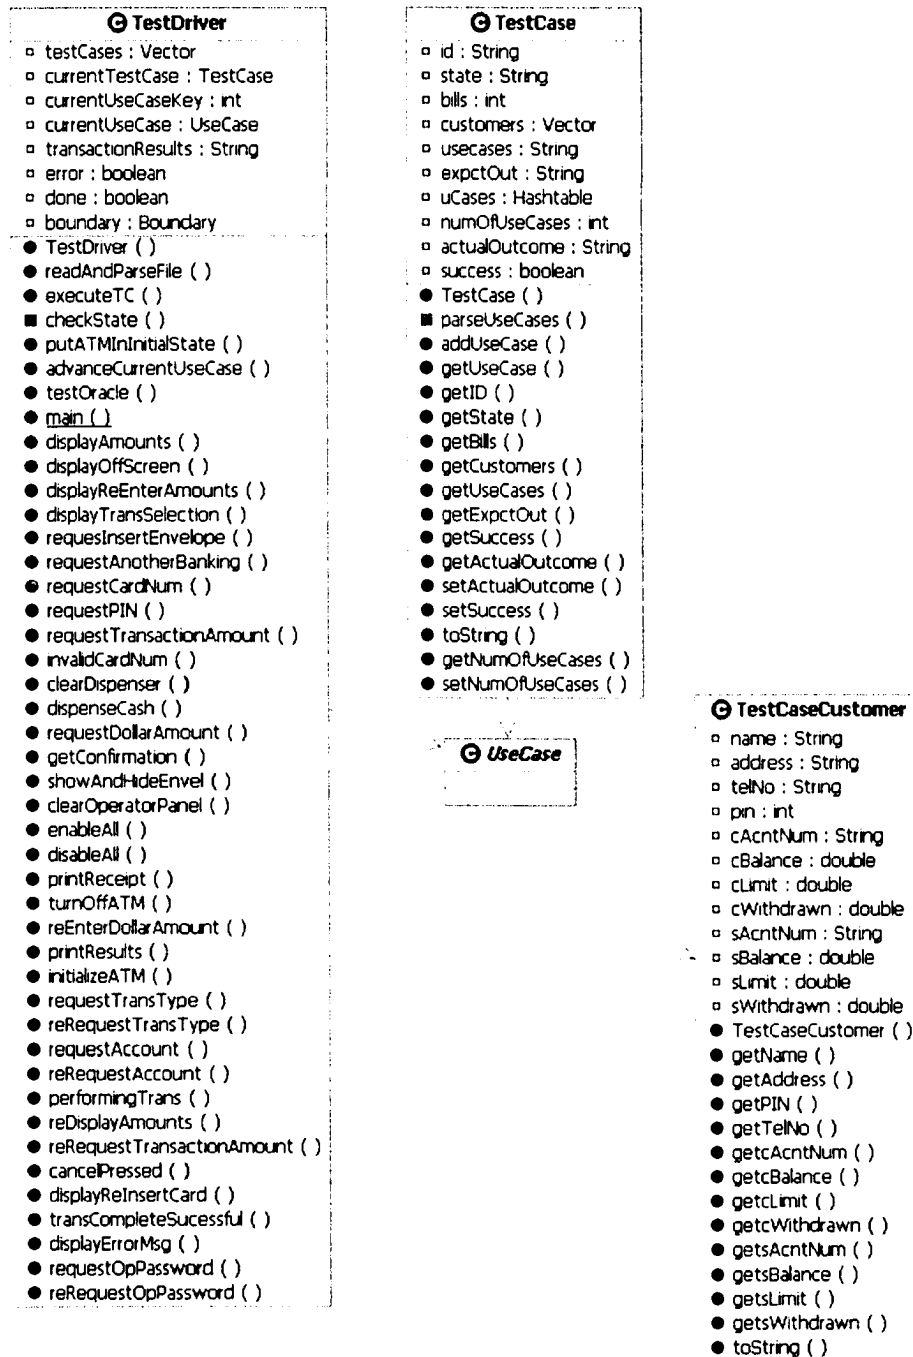 TestDriver
testCases : Vector
currentTestCase : TestCase
currentUseCaseKey : int
currentUseCase : UseCase
transactionResults : String
error : boolean
done : boolean
boundary : Boundary
TestDriver ( )
readAndParseFile ( )
executeTC ( )
checkState ( )
putATMInInitialState ( )
advanceCurrentUseCase ( )
testOracle ( )
main ( )
displayAmounts ( )
displayOffScreen ( )
displayReEnterAmounts ( )
displayTransSelection ( )
requesInsertEnvelope ( )
requestAnotherBanking ( )
requestCardNum ( )
requestPIN ( )
requestTransactionAmount ( )
invalidCardNum ( )
clearDispenser ( )
dispenseCash ( )
requestDollarAmount ( )
getConfirmation ( )
showAndHideEnvel ( )
clearOperatorPanel ( )
enableAll ( )
disableAll ( )
printReceipt ( )
turnOffATM ( )
reEnterDollarAmount ( )
printResults ( )
initializeATM ( )
requestTransType ( )
reRequestTransType ( )
requestAccount ( )
reRequestAccount ( )
performingTrans ( )
reDisplayAmounts ( )
reRequestTransactionAmount ( )
cancelPressed ( )
displayReInsertCard ( )
transCompleteSucessful ( )
displayErrorMsg ( )
requestOpPassword ( )
reRequestOpPassword ( )
TestCase
id : String
state : String
bills : int
customers : Vector
usecases : String
expctOut : String
uCases : Hashtable
numOfUseCases : int
actualOutcome : String
success : boolean
TestCase ( )
parseUseCases ( )
addUseCase ( )
getUseCase ( )
getID ( )
getState ( )
getBills ( )
getCustomers ( )
getUseCases ( )
getExpctOut ( )
getSuccess ( )
getActualOutcome ( )
setActualOutcome ( )
setSuccess ( )
toString ( )
getNumOfUseCases ( )
setNumOfUseCases ( )
UseCase
TestCaseCustomer
name : String
address : String
telNo : String
pin : int
cAcntNum : String
cBalance : double
cLimit : double
cWithdrawn : double
sAcntNum : String
sBalance : double
sLimit : double
sWithdrawn : double
TestCaseCustomer ( )
getName ( )
getAddress ( )
getPIN ( )
getTelNo ( )
getcAcntNum ( )
getcBalance ( )
getcLimit ( )
getcWithdrawn ( )
getsAcntNum ( )
getsBalance ( )
getsLimit ( )
getsWithdrawn ( )
toString ( )